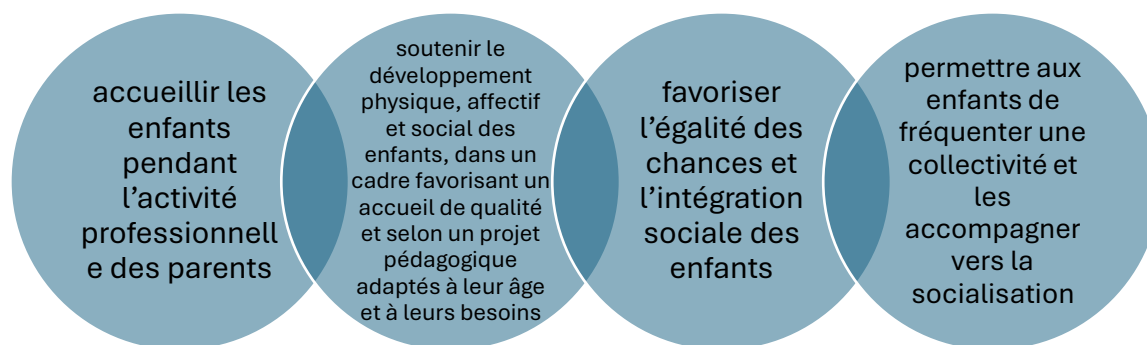 accueillir les
enfants
pendant
l’activité
professionnell
e des parents
soutenir le
développement
physique, affectif
et social des
enfants, dans un
cadre favorisant un
accueil de qualité
et selon un projet
pédagogique
adaptés à leur âge
et à leurs besoins
favoriser
l’égalité des
chances et
l’intégration
sociale des
enfants
permettre aux
enfants de
fréquenter une
collectivité et
les
accompagner
vers la
socialisation